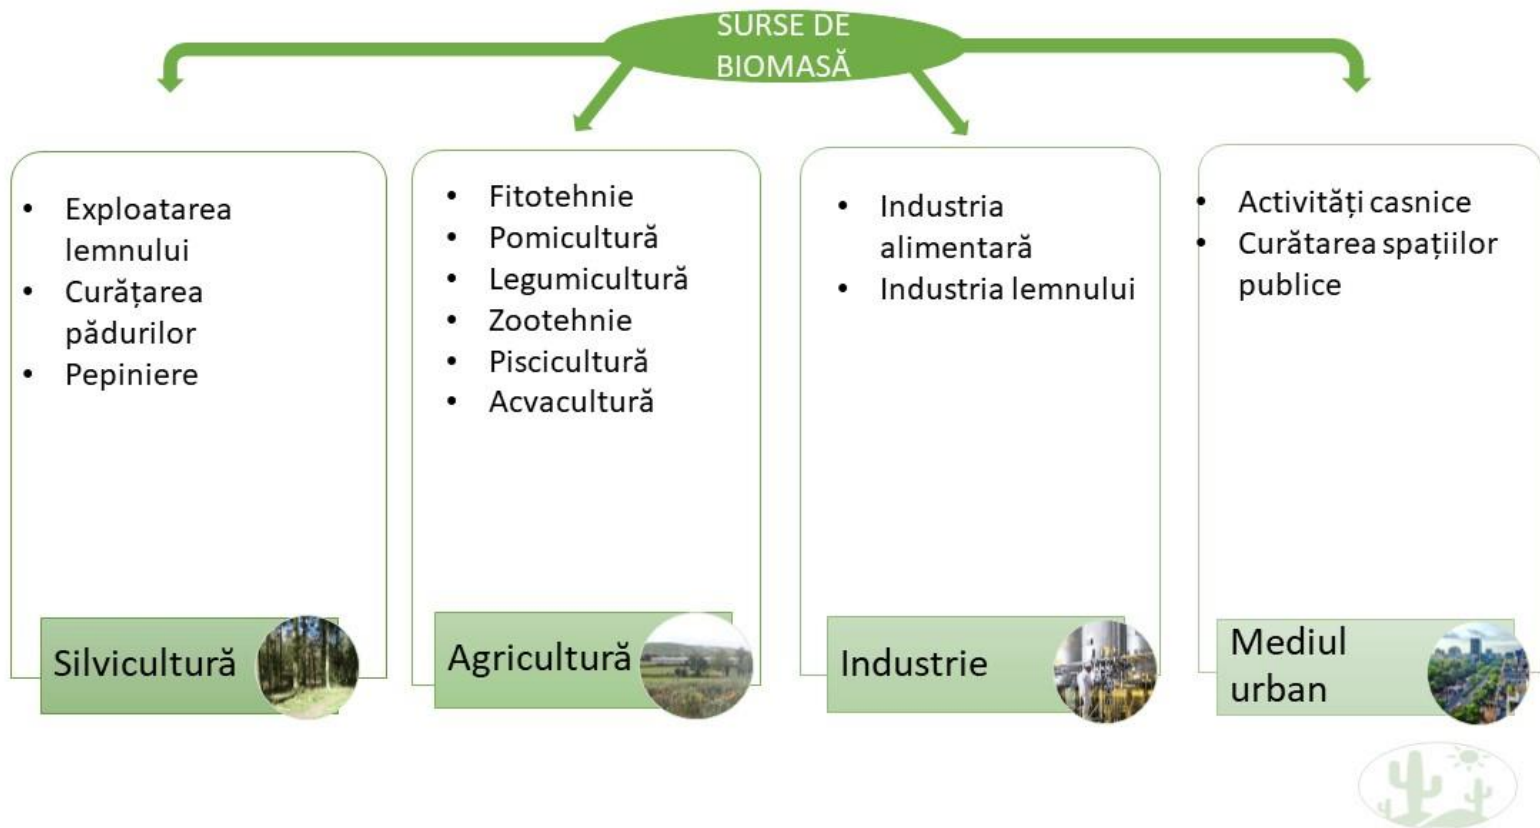 SURSE DE
BIOMASĂ
• Exploatarea
lemnului
• Curățarea
pădurilor
• Pepiniere
Silvicultură
• Fitotehnie
• Pomicultură
• Legumicultură
• Zootehnie
• Piscicultură
• Acvacultură
Agricultură
• Industria
alimentară
• Industria lemnului
Industrie
• Activități casnice
• Curătarea spațiilor
publice
Mediul
urban